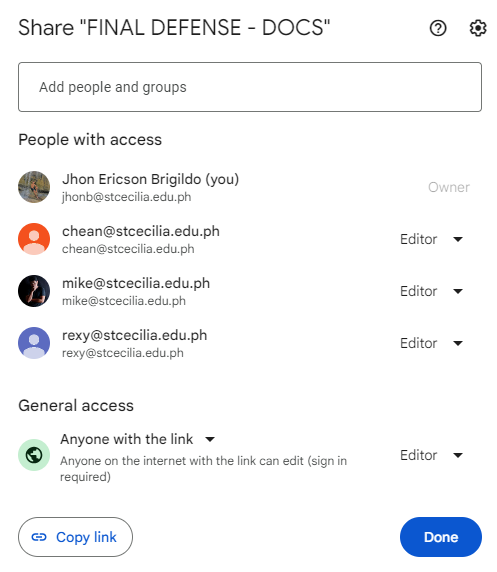 Share "FINAL DEFENSE - DOCS"
Add people and groups
People with access
Jhon Ericson Brigildo (you)
jhonb@stcecilia.edu.ph
Owner
chean@stcecilia.edu.ph
chean@stcecilia.edu.ph
Editor
mike@stcecilia.edu.ph
mike@stcecilia.edu.ph
Editor
rexy@stcecilia.edu.ph
rexy@stcecilia.edu.ph
Editor
General access
Anyone with the link
Anyone on the internet with the link can edit (sign in
required)
Editor
Copy link
Done